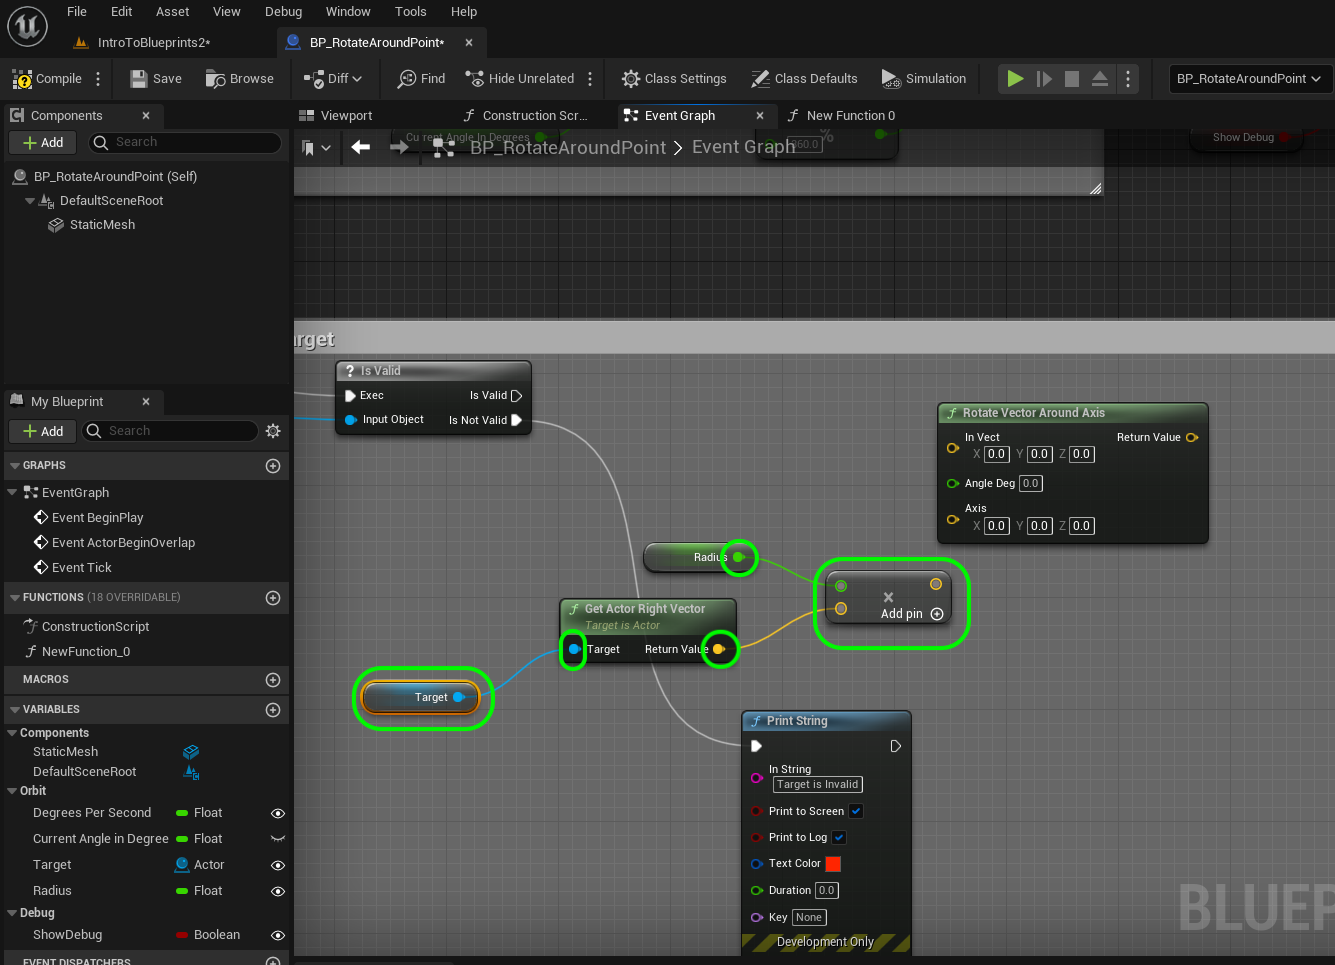 File Edit Asset View Debug Window Tools Help
IntroToBlueprints2*
BP_RotateAroundPoint*
Compile
Save
Browse
Diff
Find
Hide Unrelated
Class Settings
Class Defaults
Simulation
BP_RotateAroundPoint
Components
Viewport
Construction Scr...
Event Graph
New Function 0
Add
Search
Current Angle In Degrees
%
360.0
Show Debug
BP_RotateAroundPoint > Event Graph
BP_RotateAroundPoint (Self)
DefaultSceneRoot
StaticMesh
My Blueprint
Add
Search
GRAPHS
EventGraph
Event BeginPlay
Event ActorBeginOverlap
Event Tick
FUNCTIONS (18 OVERRIDABLE)
ConstructionScript
NewFunction_0
MACROS
VARIABLES
Components
StaticMesh
DefaultSceneRoot
Orbit
Degrees Per Second Float
Current Angle in Degree Float
Target Actor
Radius Float
Debug
ShowDebug Boolean
EVENT DISPATCHERS
arget
? Is Valid
Exec Is Valid
Input Object Is Not Valid
f Rotate Vector Around Axis
In Vect Return Value
X 0.0 Y 0.0 Z 0.0
Angle Deg 0.0
Axis
X 0.0 Y 0.0 Z 0.0
Radius
f Get Actor Right Vector
Target is Actor
Target Return Value
×
Add pin
Target
f Print String
In String
Target is Invalid
Print to Screen
Print to Log
Text Color
Duration 0.0
Key None
Development Only
BLUEP